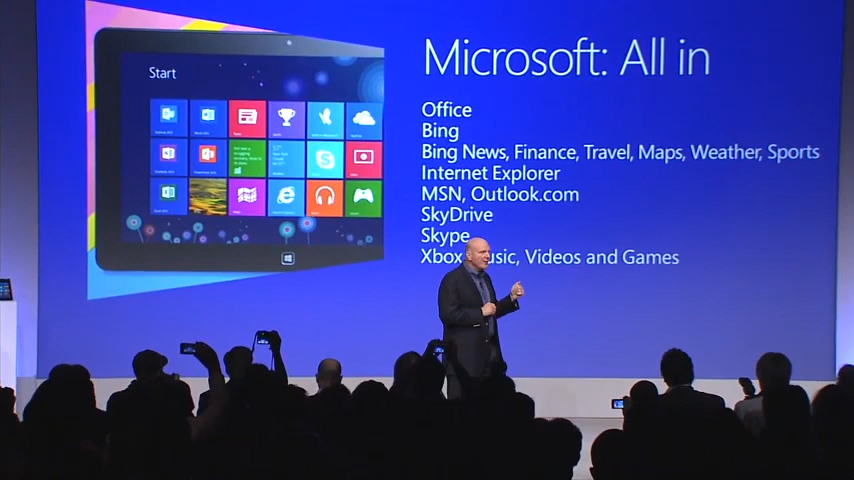 Microsoft: All in
Start
Office
Bing
Bing News, Finance, Travel, Maps, Weather, Sports
Internet Explorer
MSN, Outlook.com
SkyDrive
Skype
Xbox Music, Videos and Games